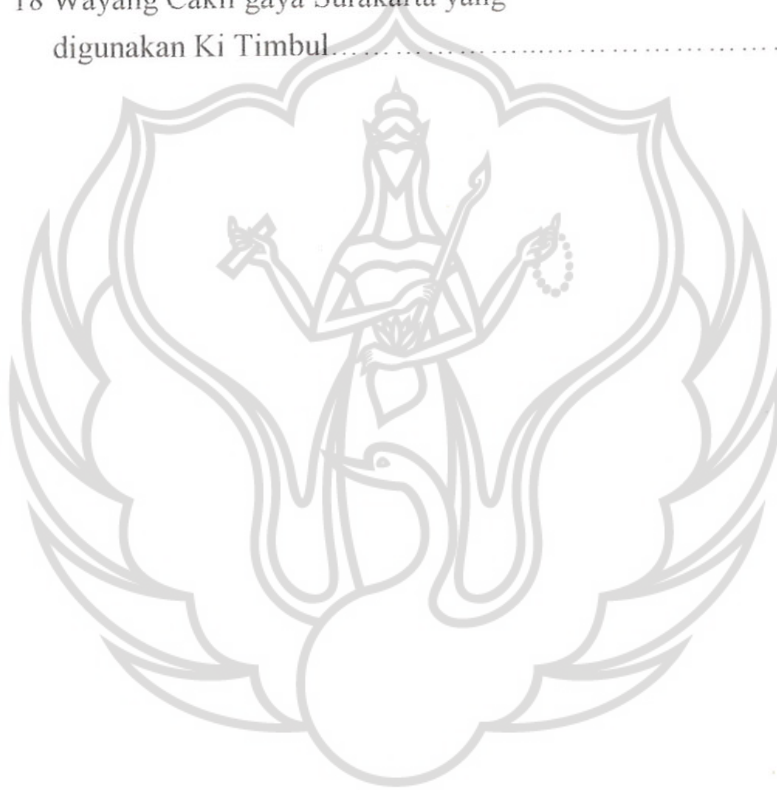 18 Wayang Cakil gaya Surakarta yang
digunakan Ki Timbul……………………..………………………